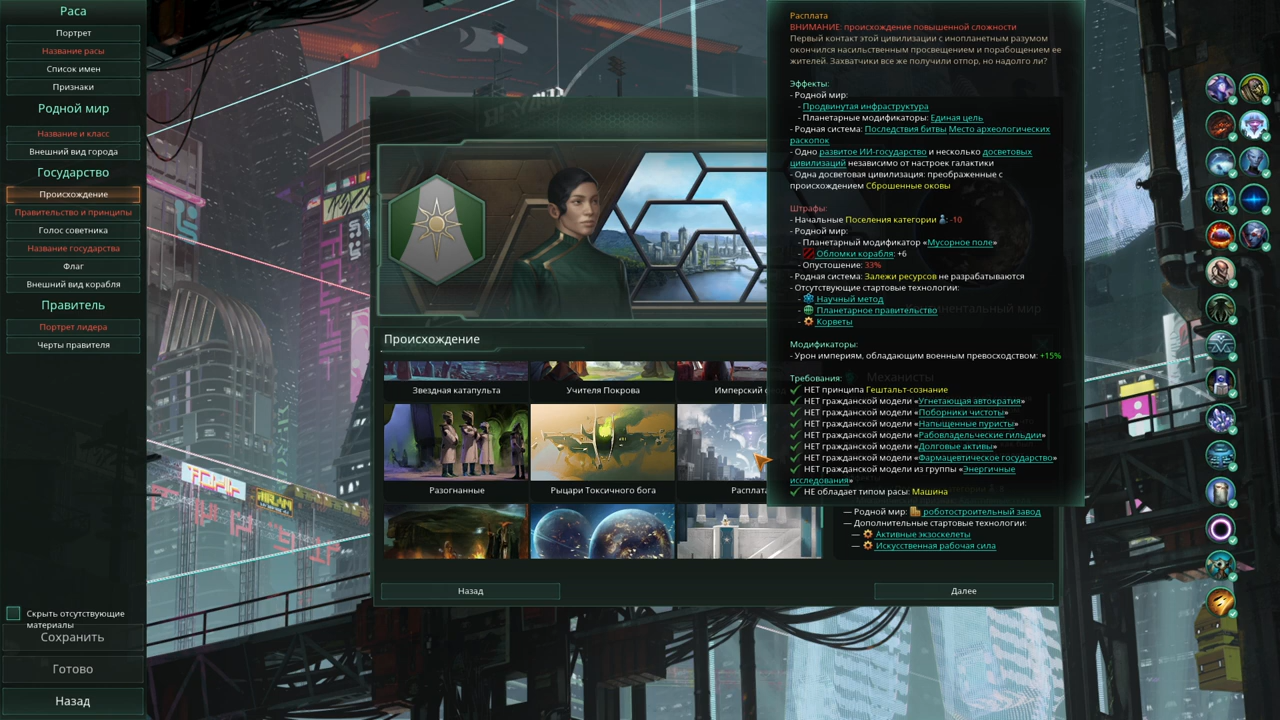 Раса
Портрет
Название расы
Список имен
Признаки
Родной мир
Название и класс
Внешний вид города
Государство
Происхождение
Правительство и принципы
Голос советника
Название государства
Флаг
Внешний вид корабля
Правитель
Портрет лидера
Черты правителя
Скрыть отсутствующие
материалы
Сохранить
Готово
Назад
Происхождение
Звездная катапульта
Учителя Покрова
Имперский
Разогнанные
Рыцари Токсичного бога
Расплата
Назад
Далее
Расплата
ВНИМАНИЕ: происхождение повышенной сложности
Первый контакт этой цивилизации с инопланетным разумом
окончился насильственным просвещением и порабощением ее
жителей. Захватчики все же получили отпор, но надолго ли?
Эффекты:
- Родной мир:
- Продвинутая инфраструктура
- Планетарные модификаторы: Единая цель
- Родная система: Последствия битвы Место археологических
раскопок
- Одно развитое ИИ-государство и несколько досветовых
цивилизаций независимо от настроек галактики
- Одна досветовая цивилизация: преображенные с
происхождением Сброшенные оковы
Штрафы:
- Начальные Поселения категории : -10
- Родной мир:
- Планетарный модификатор «Мусорное поле»
- Обломки корабля: +6
- Опустошение: 33%
- Родная система: Залежи ресурсов не разрабатываются
- Отсутствующие стартовые технологии:
- Научный метод
- Планетарное правительство
- Корветы
Модификаторы:
- Урон империям, обладающим военным превосходством: +15%
Требования:
НЕТ принципа Гештальт-сознание
НЕТ гражданской модели «Угнетающая автократия»
НЕТ гражданской модели «Поборники чистоты»
НЕТ гражданской модели «Напыщенные пуристы»
НЕТ гражданской модели «Рабовладельческие гильдии»
НЕТ гражданской модели «Долговые активы»
НЕТ гражданской модели «Фармацевтическое государство»
НЕТ гражданской модели из группы «Энергичные
исследования»
НЕ обладает типом расы: Машина
— Родной мир: роботостроительный завод
— Дополнительные стартовые технологии:
— Активные экзоскелеты
— Искусственная рабочая сила
Механисты